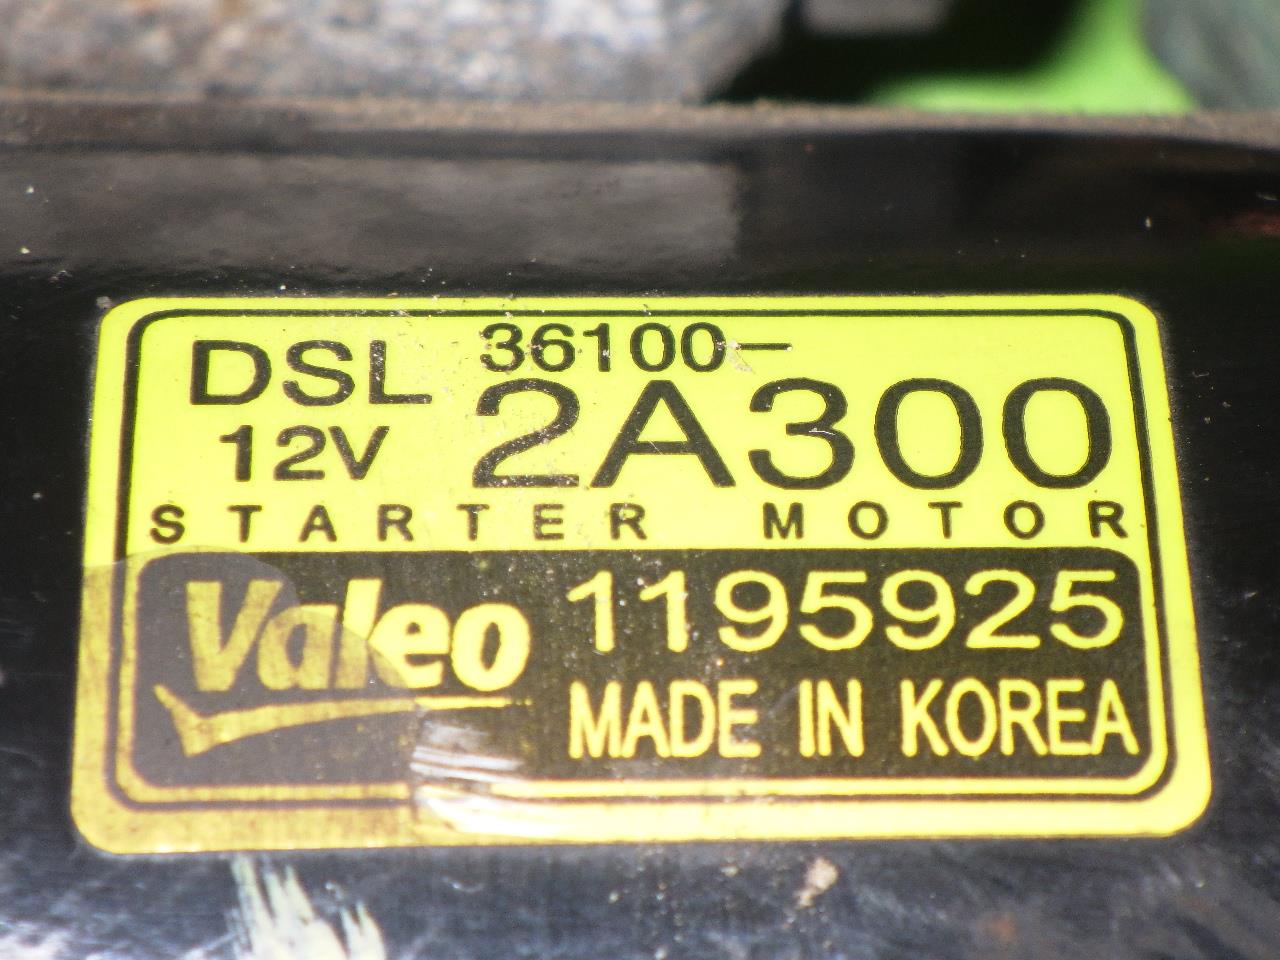 DSL 36100-
12V 2A300
STARTER MOTOR
Valeo 1195925
MADE IN KOREA